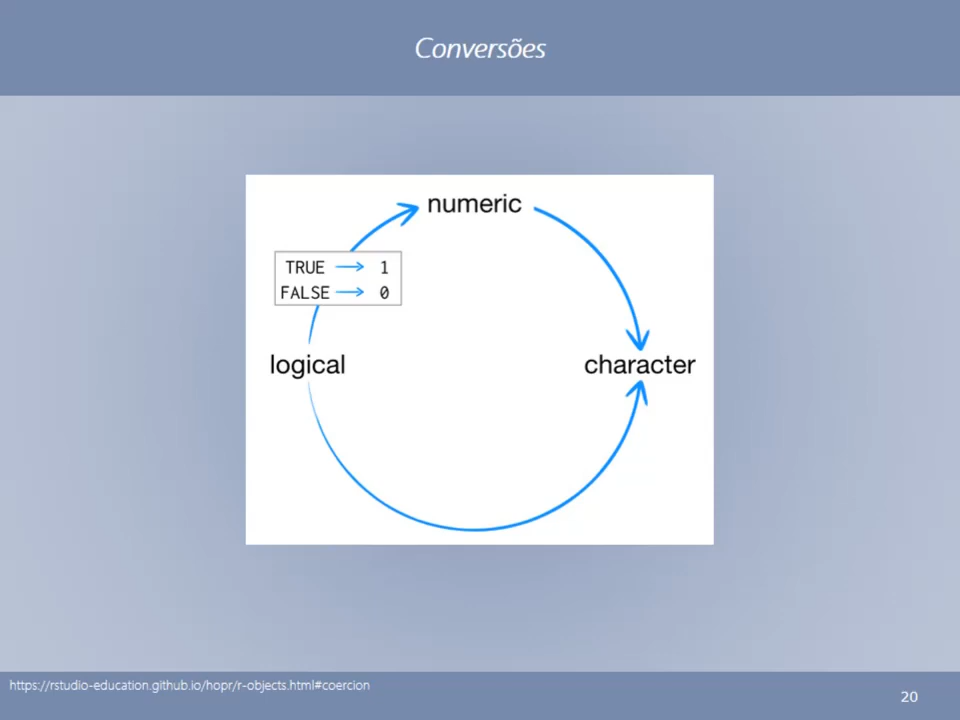 Conversões
numeric
TRUE → 1
FALSE → 0
logical
character
https://rstudio-education.github.io/hopr/r-objects.html#coercion
20